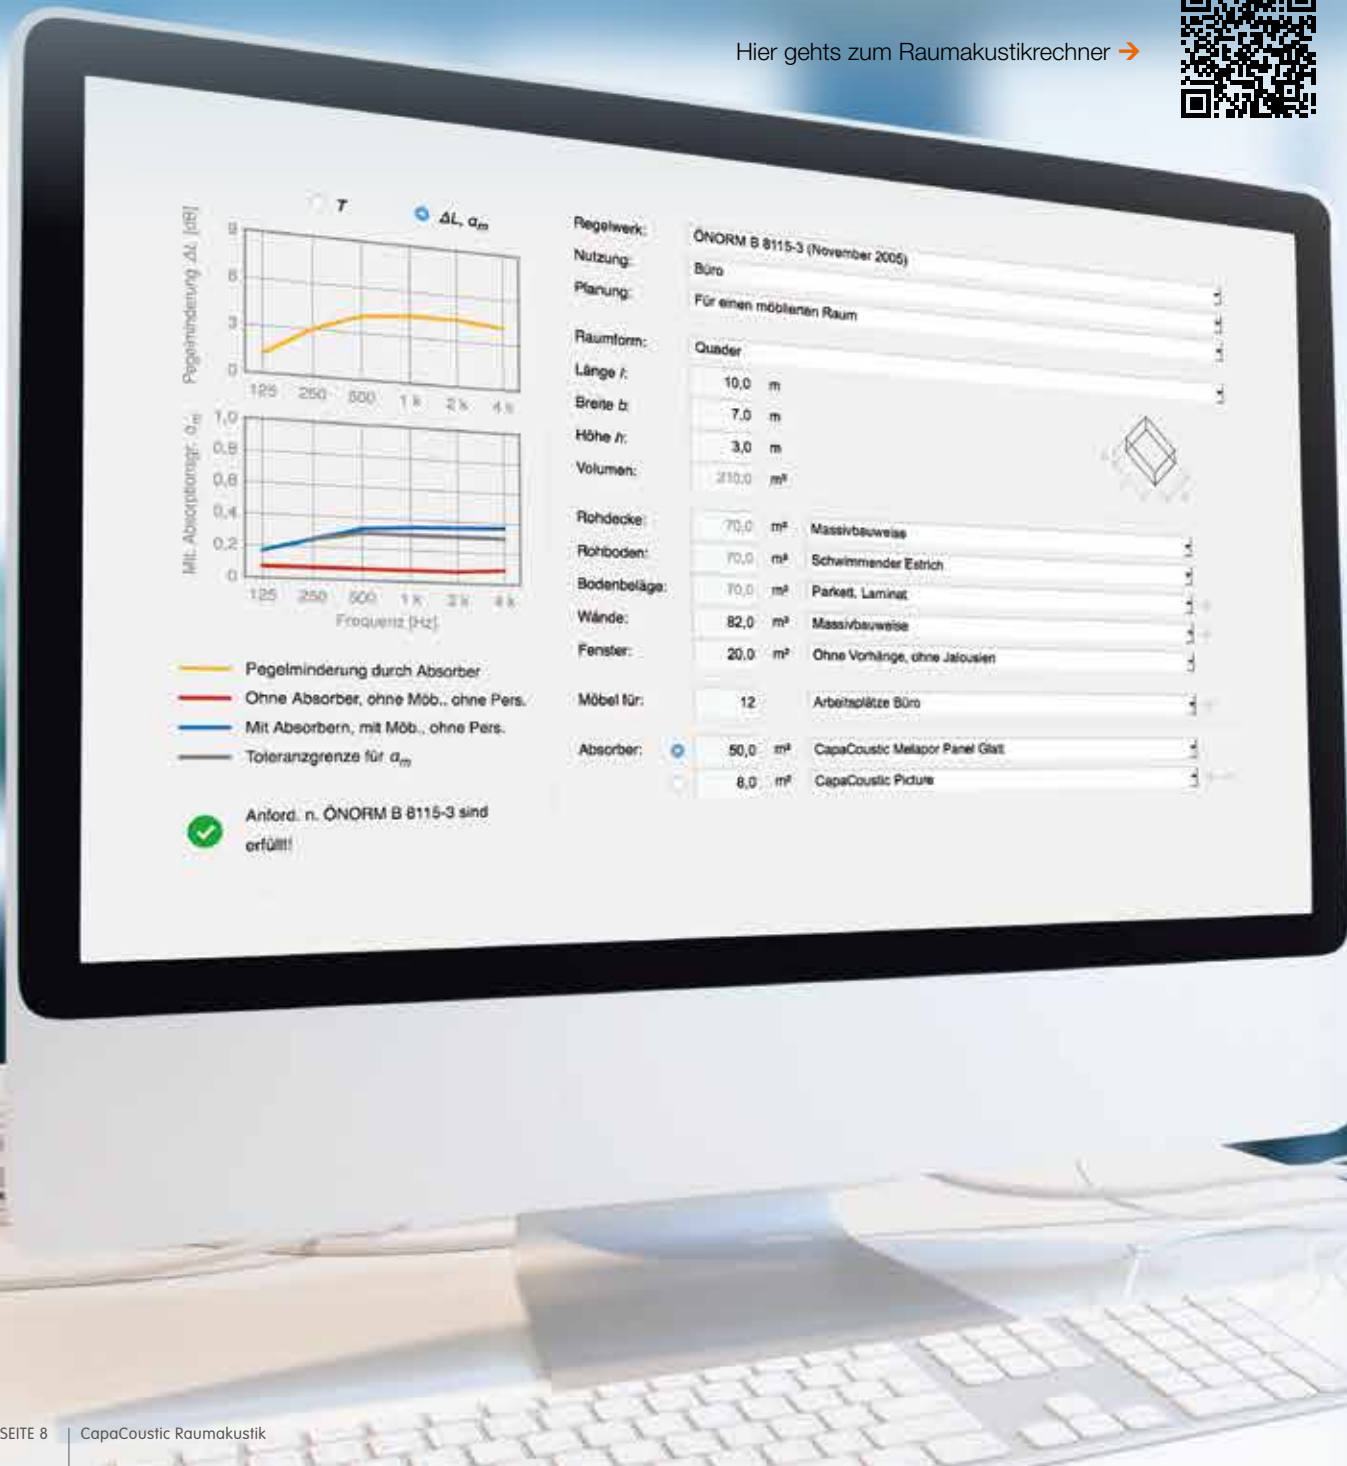 Hier gehts zum Raumakustikrechner →
T
ΔL, αm
Pegelminderung ΔL [dB]
9
6
3
0
125 250 500 1 k 2 k 4 k
Mit. Absorptionsgr. αm
1,0
0,8
0,6
0,4
0,2
0
125 250 500 1 k 2 k 4 k
Frequenz [Hz]
Pegelminderung durch Absorber
Ohne Absorber, ohne Möb., ohne Pers.
Mit Absorbern, mit Möb., ohne Pers.
Toleranzgrenze für αm
Anford. n. ÖNORM B 8115-3 sind
erfüllt!
Regelwerk: ÖNORM B 8115-3 (November 2005)
Nutzung: Büro
Planung: Für einen möblierten Raum
Raumform: Quader
Länge l: 10,0 m
Breite b: 7,0 m
Höhe h: 3,0 m
Volumen: 210,0 m³
Rohdecke: 70,0 m² Massivbauweise
Rohboden: 70,0 m² Schwimmender Estrich
Bodenbeläge: 70,0 m² Parkett, Laminat
Wände: 82,0 m² Massivbauweise
Fenster: 20,0 m² Ohne Vorhänge, ohne Jalousien
Möbel für: 12 Arbeitsplätze Büro
Absorber: 50,0 m² CapaCoustic Melapor Panel Glatt
8,0 m² CapaCoustic Picture
SEITE 8 | CapaCoustic Raumakustik